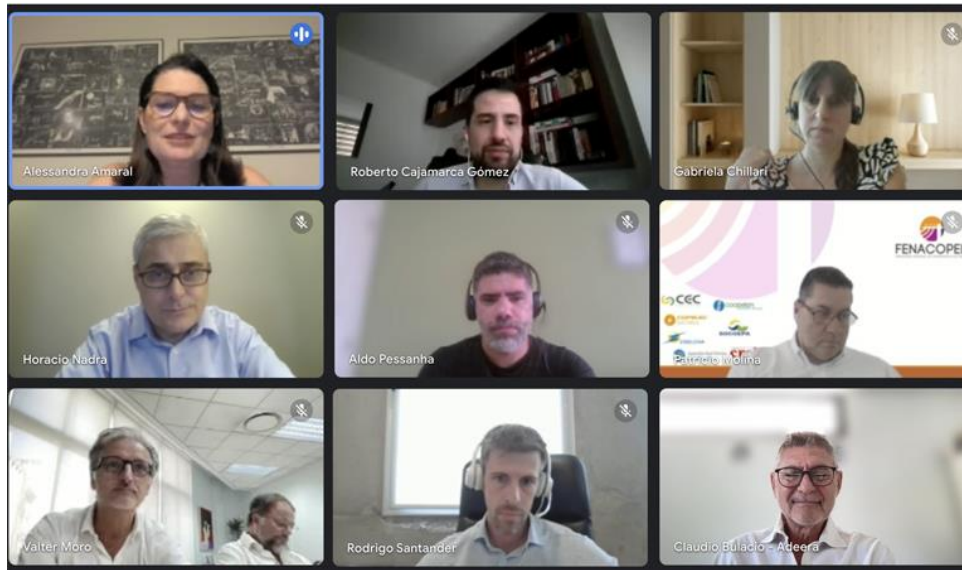 Alessandra Amaral
Roberto Cajamarca Gómez
Gabriela Chillari
Horacio Nadra
Aldo Pessanha
FENACOPEL
CEC
SOCOEPA
Patricio Molina
Valter Moro
Rodrigo Santander
Claudio Bulacio - Adeera